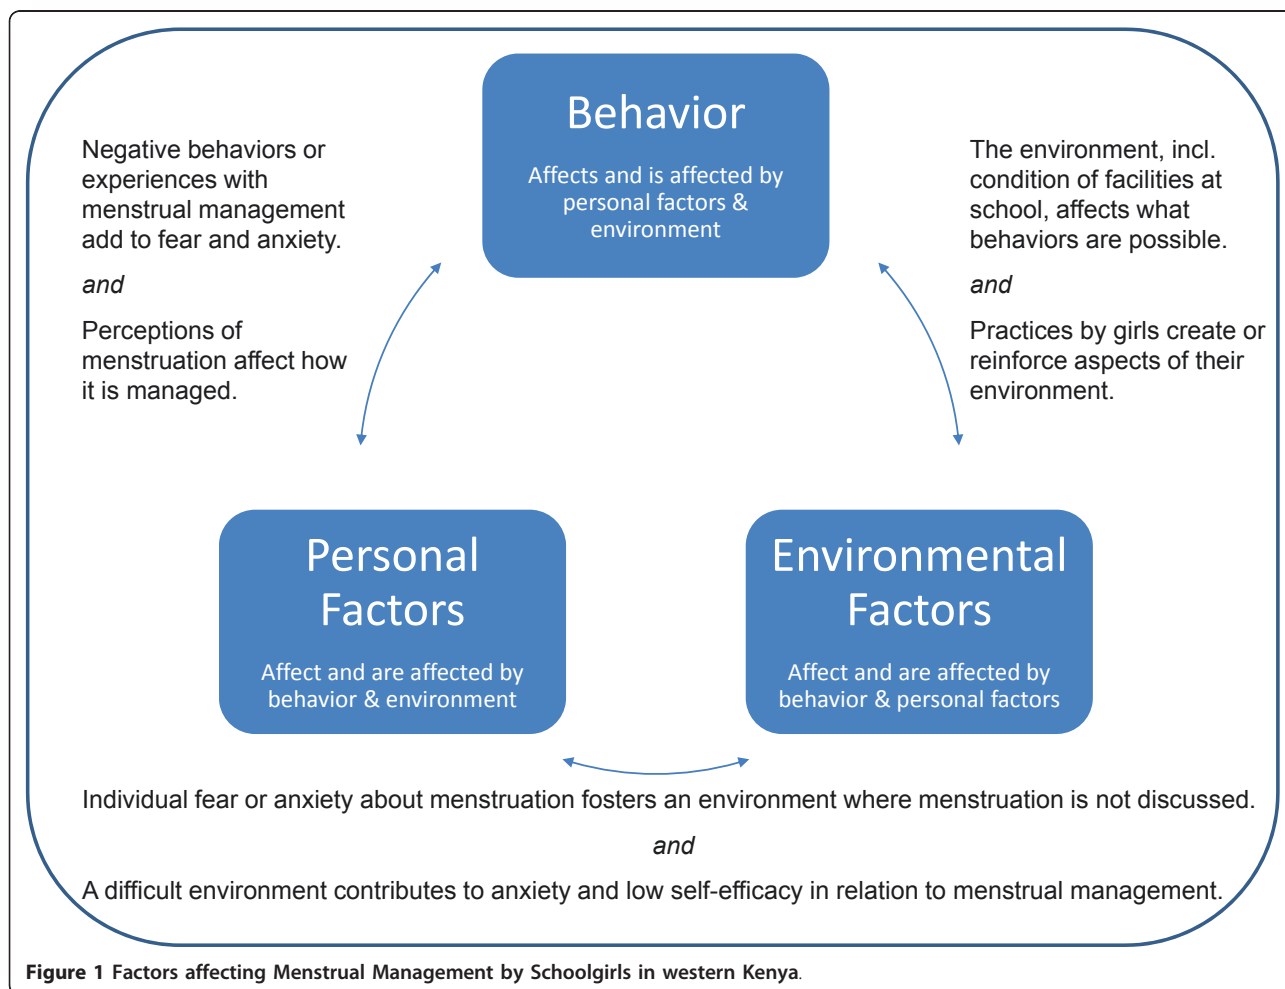 Behavior
Affects and is affected by
personal factors &
environment
Negative behaviors or
experiences with
menstrual management
add to fear and anxiety.
and
Perceptions of
menstruation affect how
it is managed.
The environment, incl.
condition of facilities at
school, affects what
behaviors are possible.
and
Practices by girls create or
reinforce aspects of their
environment.
Personal
Factors
Affect and are affected by
behavior & environment
Environmental
Factors
Affect and are affected by
behavior & personal factors
Individual fear or anxiety about menstruation fosters an environment where menstruation is not discussed.
and
A difficult environment contributes to anxiety and low self-efficacy in relation to menstrual management.
Figure 1 Factors affecting Menstrual Management by Schoolgirls in western Kenya.